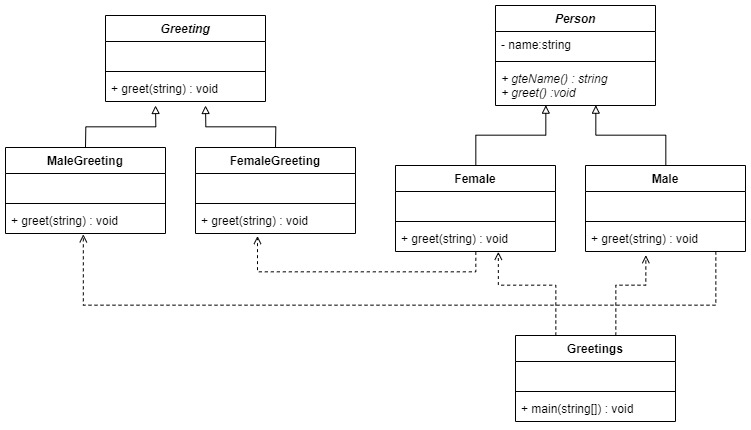 Greeting
+ greet(string) : void
Person
- name:string
+ gteName() : string
+ greet() :void
MaleGreeting
+ greet(string) : void
FemaleGreeting
+ greet(string) : void
Female
+ greet(string) : void
Male
+ greet(string) : void
Greetings
+ main(string[]) : void